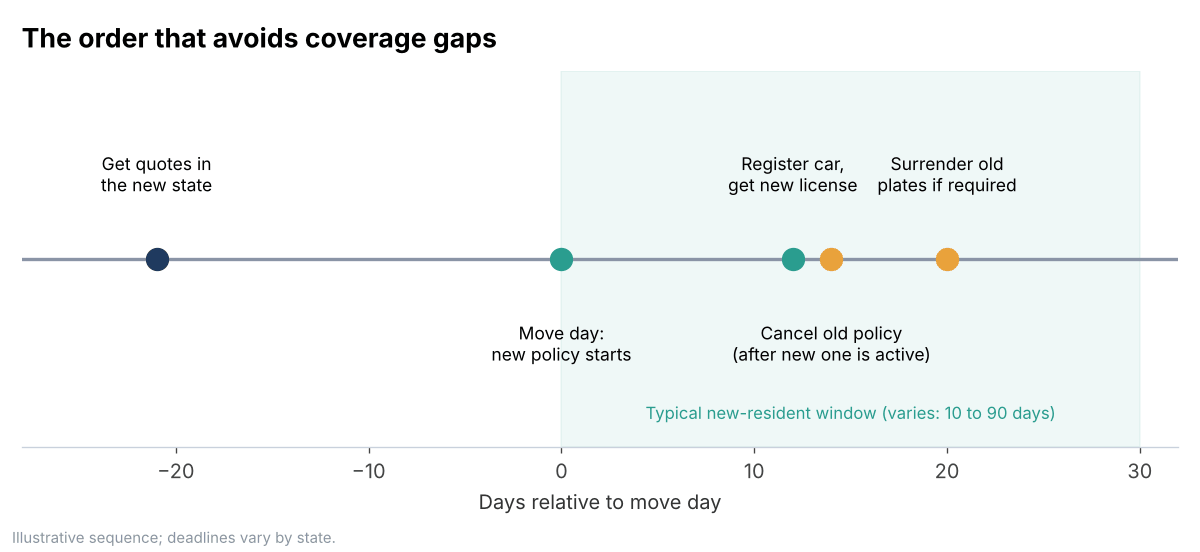 The order that avoids coverage gaps
Get quotes in
the new state
Register car,
get new license
Surrender old
plates if required
Move day:
new policy starts
Cancel old policy
(after new one is active)
Typical new-resident window (varies: 10 to 90 days)
−20
−10
0
10
20
30
Days relative to move day
Illustrative sequence; deadlines vary by state.